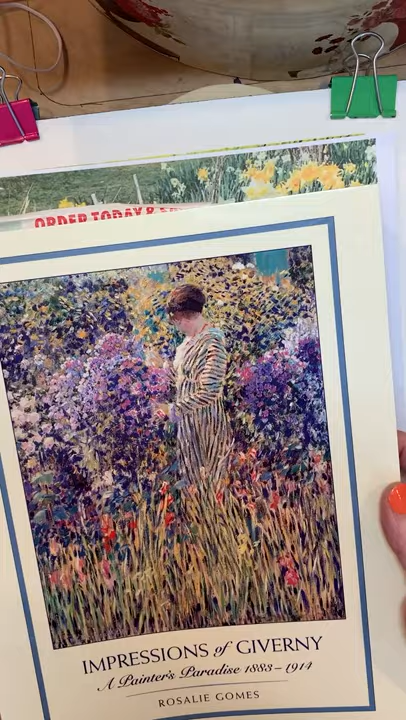 ORDER TODAY &
IMPRESSIONS of GIVERNY
A Painter's Paradise 1883–1914
ROSALIE GOMES